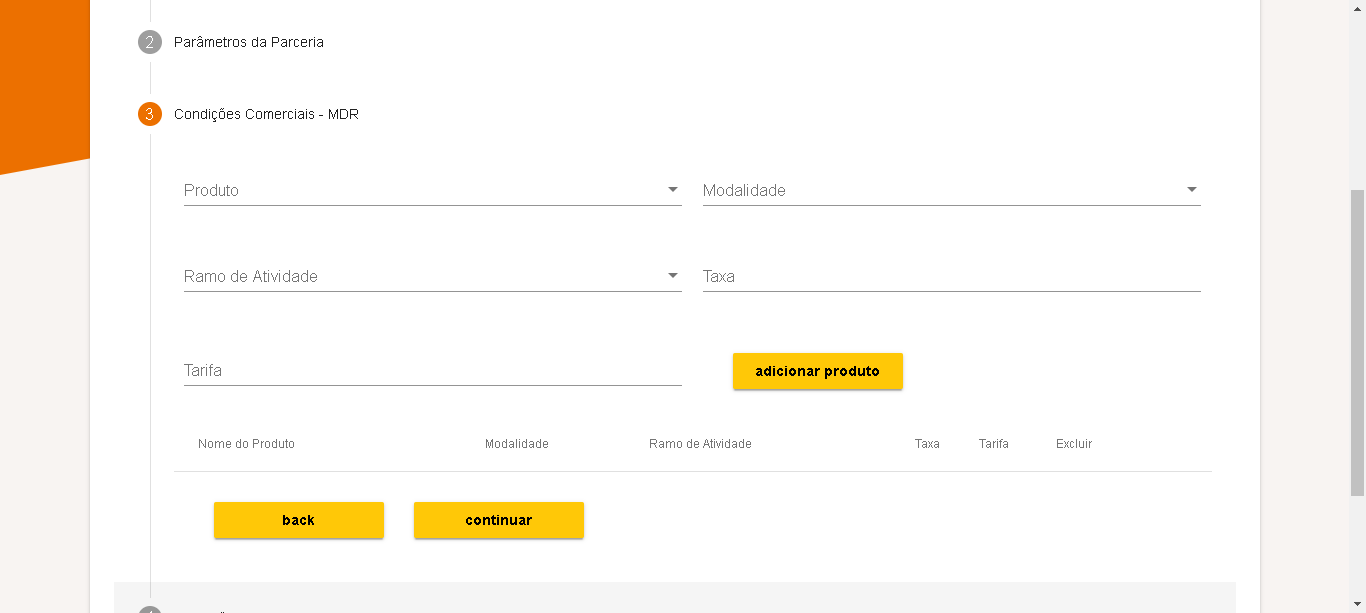 2 Parâmetros da Parceria
3 Condições Comerciais - MDR
Produto Modalidade
Ramo de Atividade Taxa
Tarifa adicionar produto
Nome do Produto Modalidade Ramo de Atividade Taxa Tarifa Excluir
back continuar